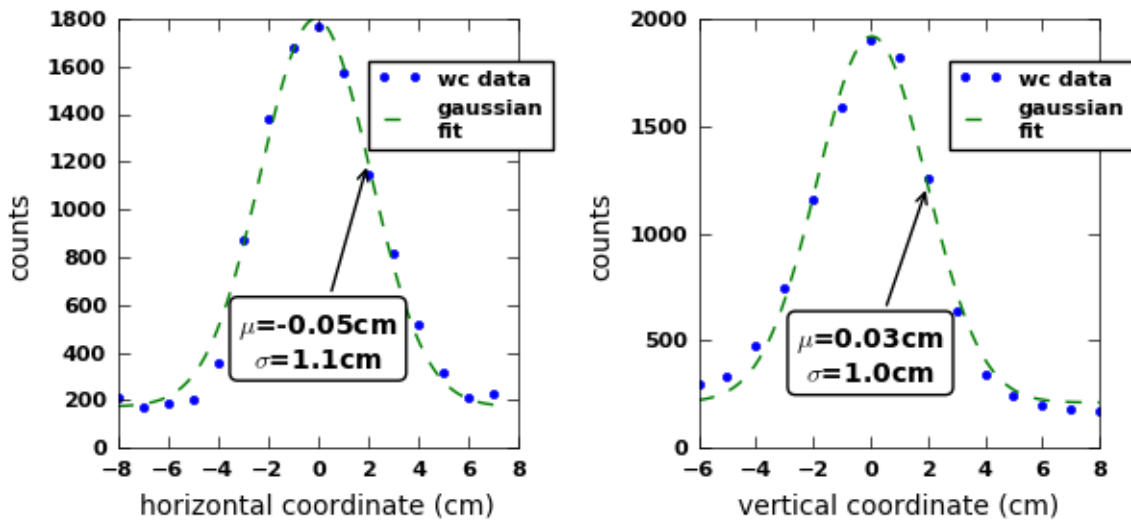 1800
1600
1400
1200
1000
800
600
400
200
0
counts
−8 −6 −4 −2 0 2 4 6 8
horizontal coordinate (cm)
wc data
gaussian
fit
μ=-0.05cm
σ=1.1cm
2000
1500
1000
500
0
counts
−6 −4 −2 0 2 4 6 8
vertical coordinate (cm)
wc data
gaussian
fit
μ=0.03cm
σ=1.0cm